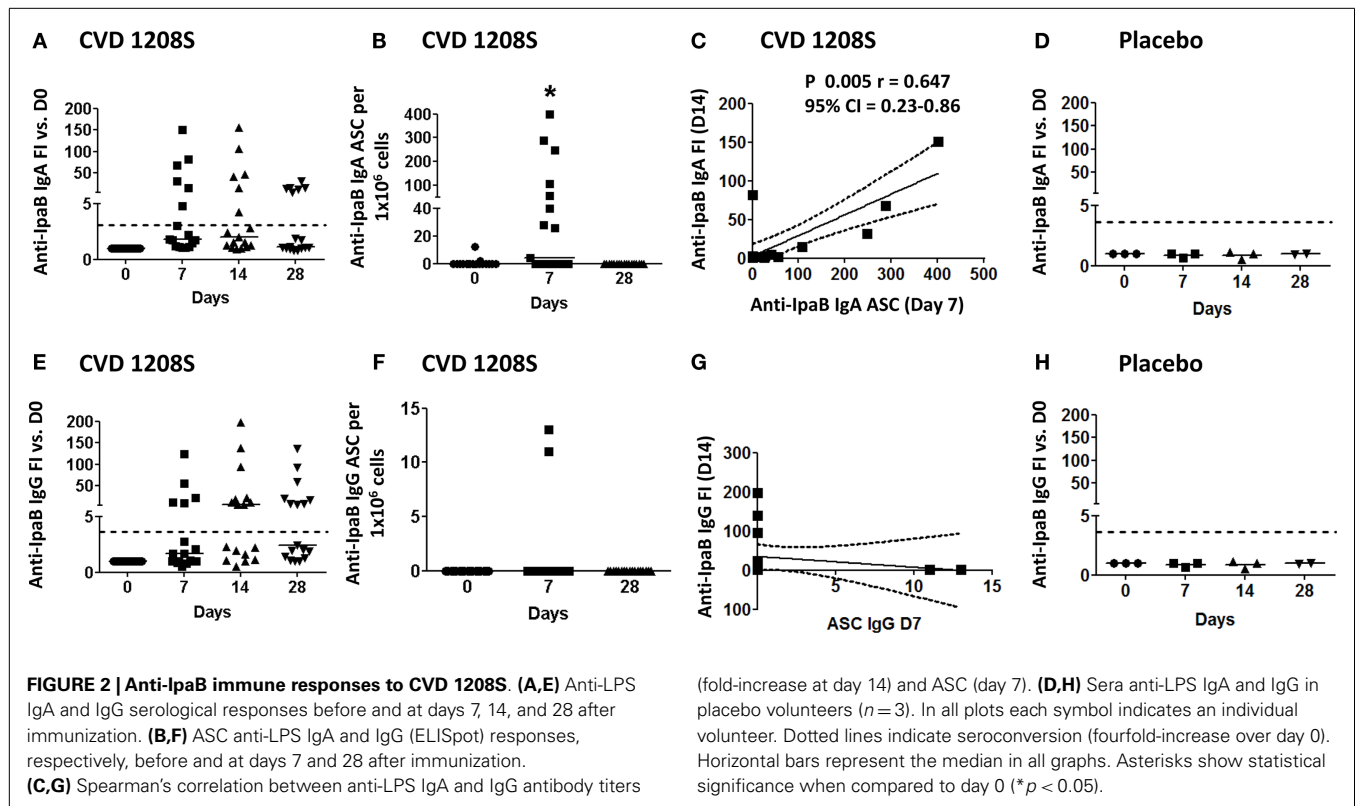 A CVD 1208S
Anti-IpaB IgA FI vs. D0
200
150
100
50
5
0
0 7 14 28
Days
B CVD 1208S
Anti-IpaB IgA ASC per
1x10⁶ cells
400
300
200
100
40
20
0
*
0 7 28
Days
C CVD 1208S
P 0.005 r = 0.647
95% CI = 0.23-0.86
Anti-IpaB IgA FI (D14)
200
150
100
50
0
0 100 200 300 400 500
Anti-IpaB IgA ASC (Day 7)
D Placebo
Anti-IpaB IgA FI vs. D0
200
150
100
50
5
0
0 7 14 28
Days
E CVD 1208S
Anti-IpaB IgG FI vs. D0
200
150
100
50
5
0
0 7 14 28
Days
F CVD 1208S
Anti-IpaB IgG ASC per
1x10⁶ cells
15
10
5
0
0 7 28
Days
G
Anti-IpaB IgG FI (D14)
300
200
100
0
100
5 10 15
ASC IgG D7
H Placebo
Anti-IpaB IgG FI vs. D0
200
150
100
50
5
0
0 7 14 28
Days
FIGURE 2 | Anti-IpaB immune responses to CVD 1208S. (A,E) Anti-LPS
IgA and IgG serological responses before and at days 7, 14, and 28 after
immunization. (B,F) ASC anti-LPS IgA and IgG (ELISpot) responses,
respectively, before and at days 7 and 28 after immunization.
(C,G) Spearman's correlation between anti-LPS IgA and IgG antibody titers
(fold-increase at day 14) and ASC (day 7). (D,H) Sera anti-LPS IgA and IgG in
placebo volunteers (n = 3). In all plots each symbol indicates an individual
volunteer. Dotted lines indicate seroconversion (fourfold-increase over day 0).
Horizontal bars represent the median in all graphs. Asterisks show statistical
significance when compared to day 0 (*p < 0.05).